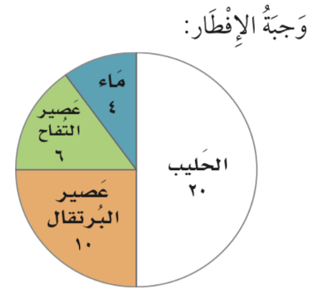 وَجبَةُ الإِفْطَار:
مَاء
٤
عَصير
التُفاح
٦
الحَليب
٢٠
عَصير
البُرتقال
١٠